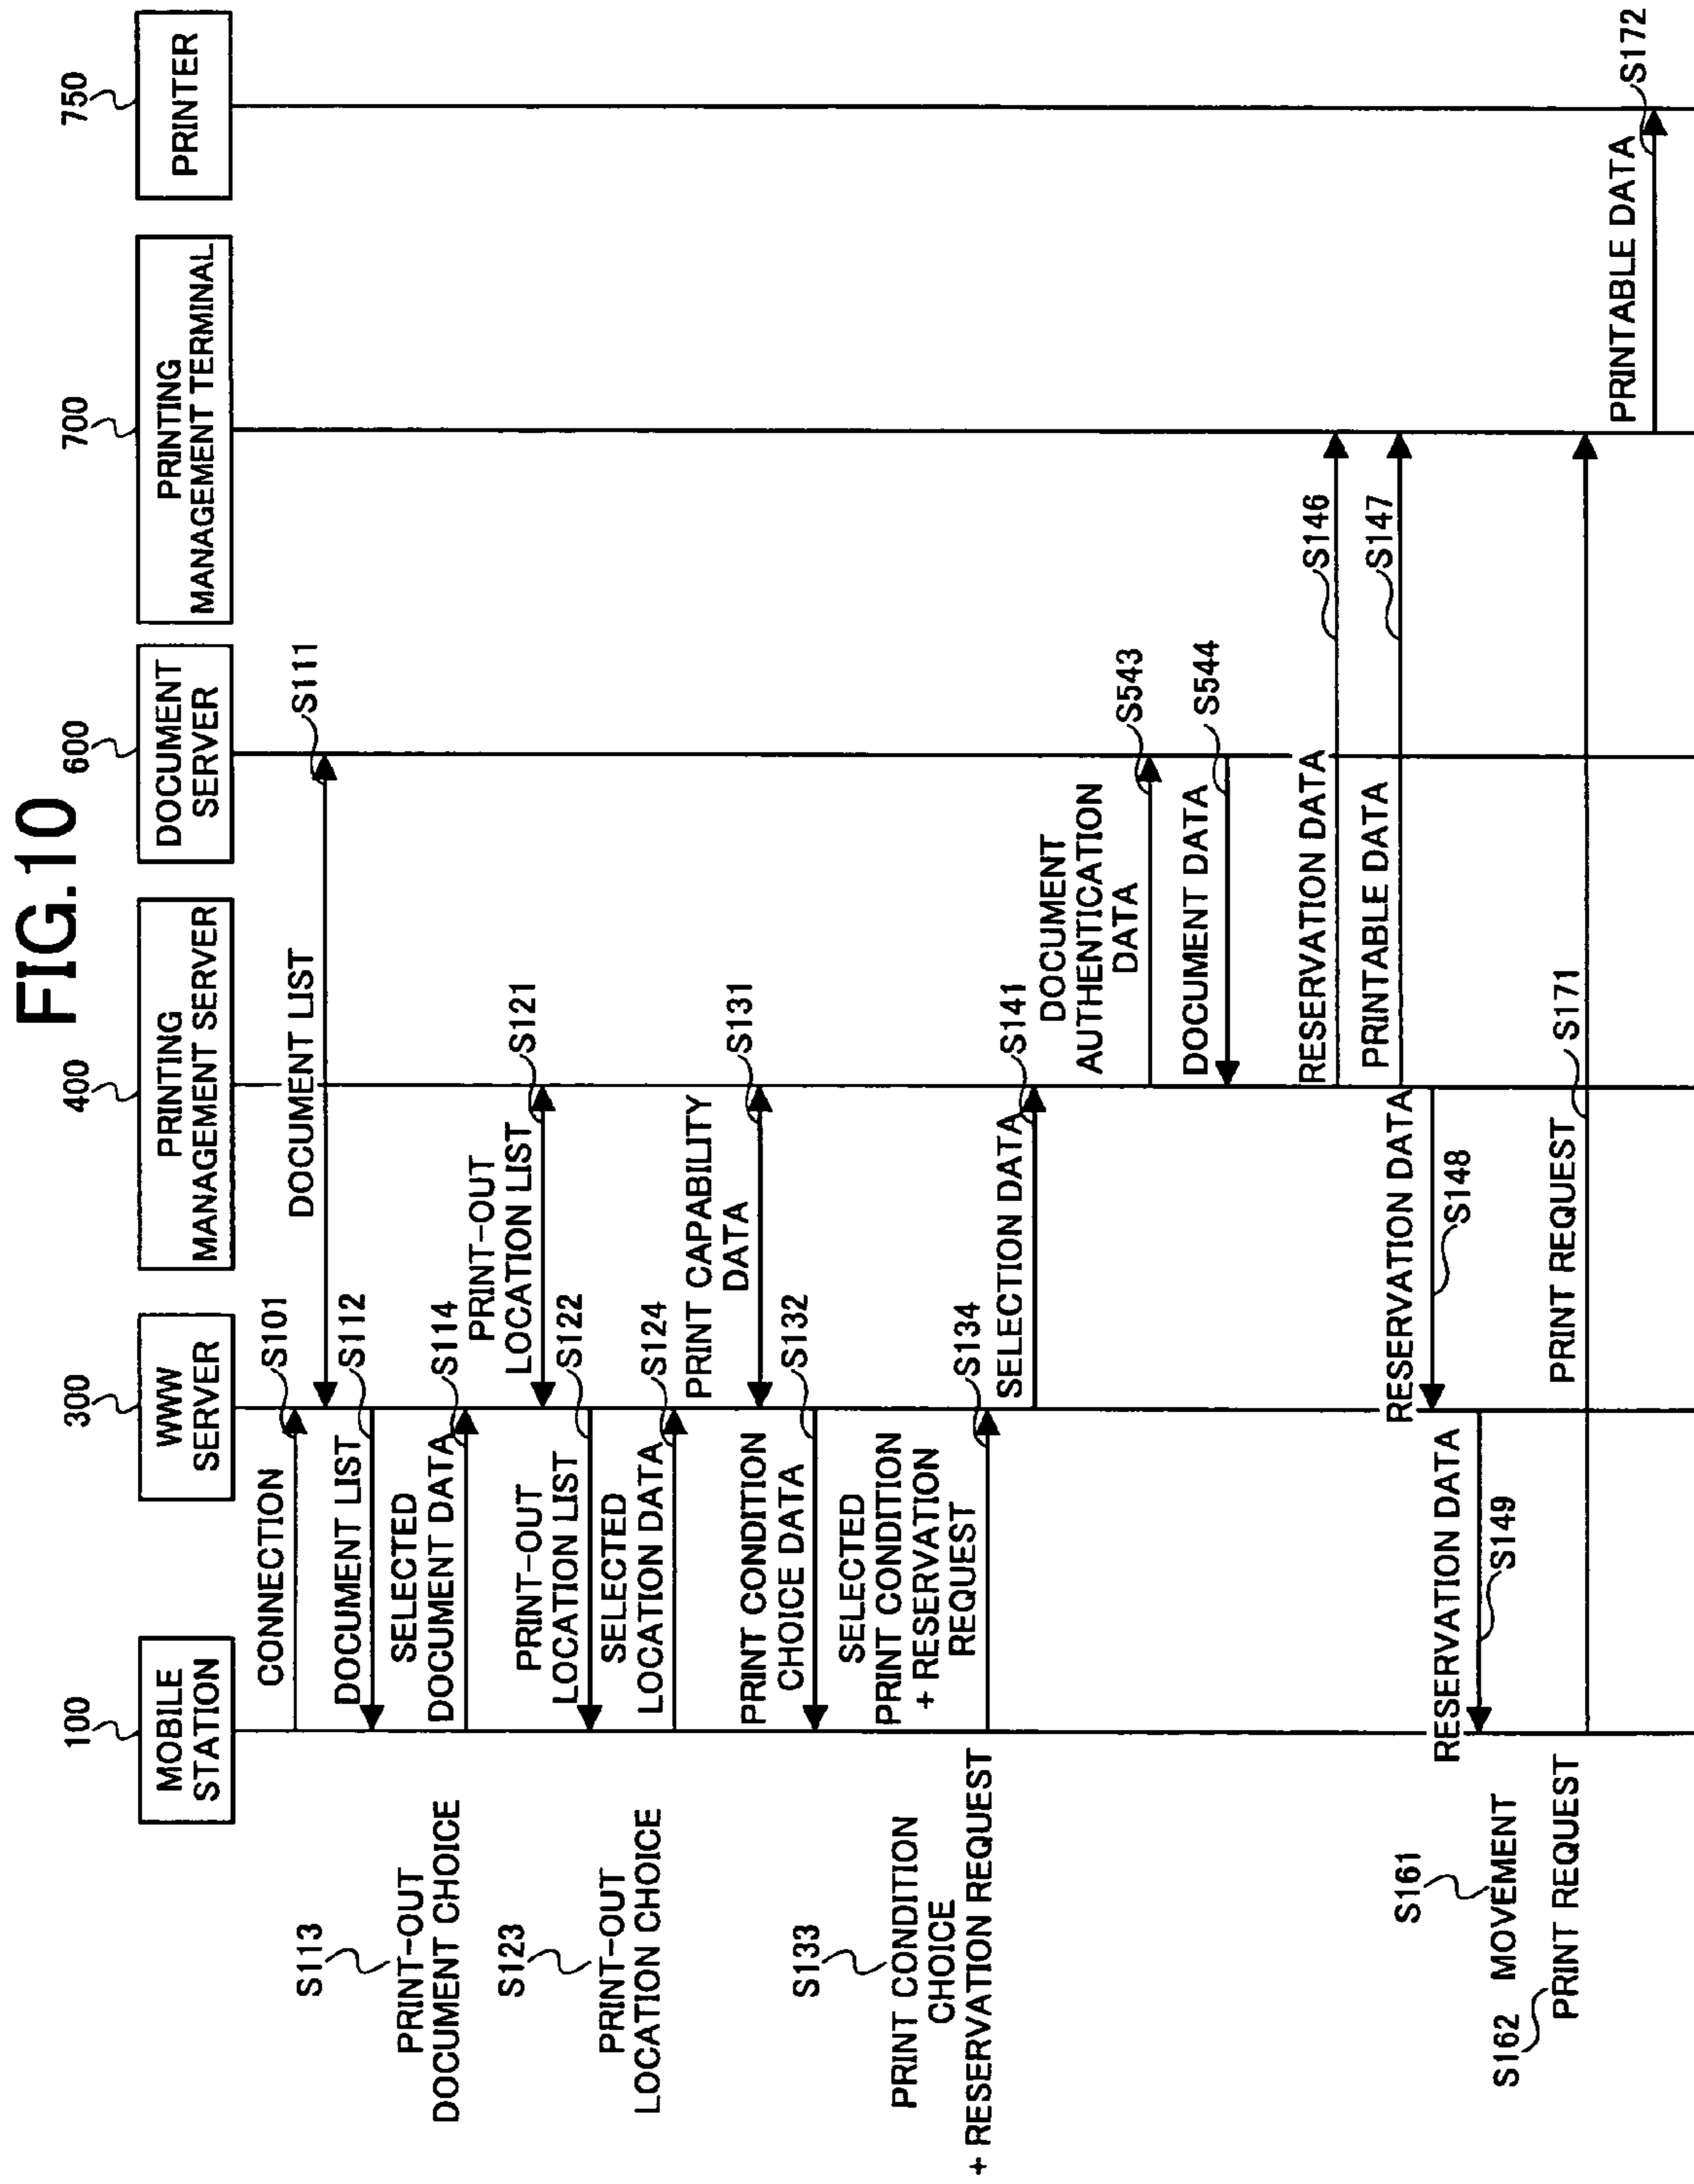 FIG.10
100
300
400
600
700
750
MOBILE
STATION
WWW
SERVER
PRINTING
MANAGEMENT SERVER
DOCUMENT
SERVER
PRINTING
MANAGEMENT TERMINAL
PRINTER
CONNECTION
S101
DOCUMENT LIST
S111
DOCUMENT LIST
S112
S113
PRINT-OUT
DOCUMENT CHOICE
SELECTED
DOCUMENT DATA
S114
PRINT-OUT
LOCATION LIST
S121
PRINT-OUT
LOCATION LIST
S122
S123
PRINT-OUT
LOCATION CHOICE
SELECTED
LOCATION DATA
S124
PRINT CAPABILITY
DATA
S131
PRINT CONDITION
CHOICE DATA
S132
S133
PRINT CONDITION
CHOICE
+ RESERVATION REQUEST
SELECTED
PRINT CONDITION
+ RESERVATION
REQUEST
S134
SELECTION DATA
S141
DOCUMENT
AUTHENTICATION
DATA
S543
DOCUMENT DATA
S544
RESERVATION DATA
S146
PRINTABLE DATA
S147
RESERVATION DATA
S148
RESERVATION DATA
S149
S161
MOVEMENT
S162
PRINT REQUEST
PRINT REQUEST
S171
PRINTABLE DATA
S172